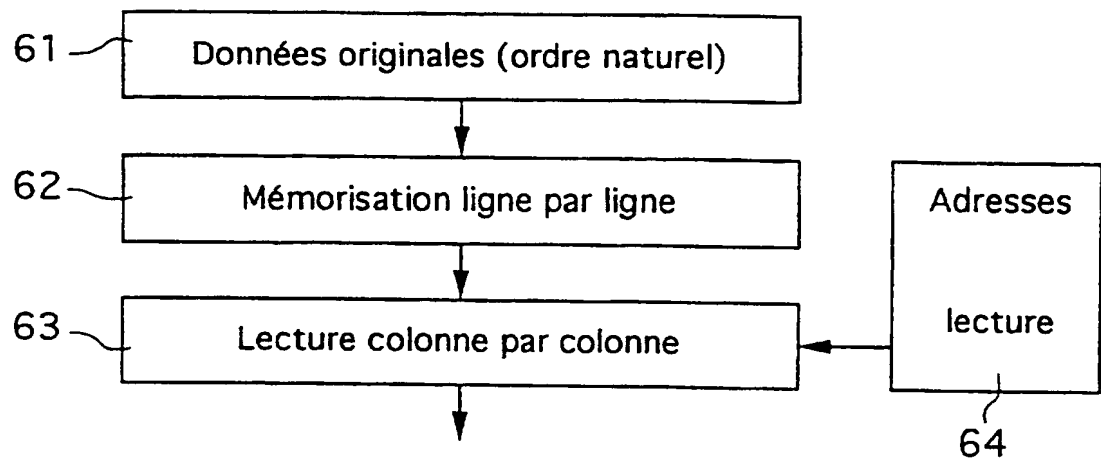 61
Données originales (ordre naturel)
62
Mémorisation ligne par ligne
Adresses
63
Lecture colonne par colonne
lecture
64